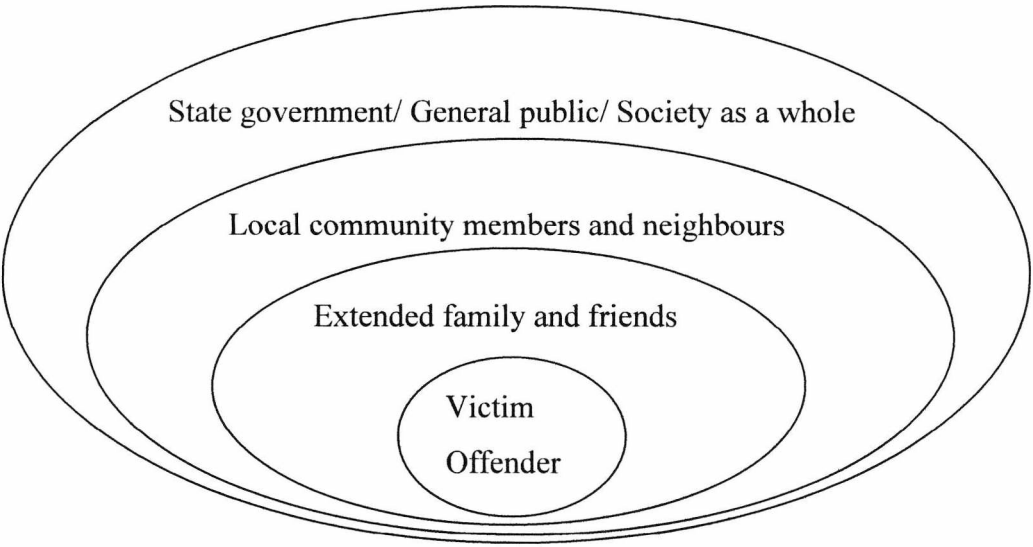 State government/ General public/ Society as a whole
Local community members and neighbours
Extended family and friends
Victim
Offender